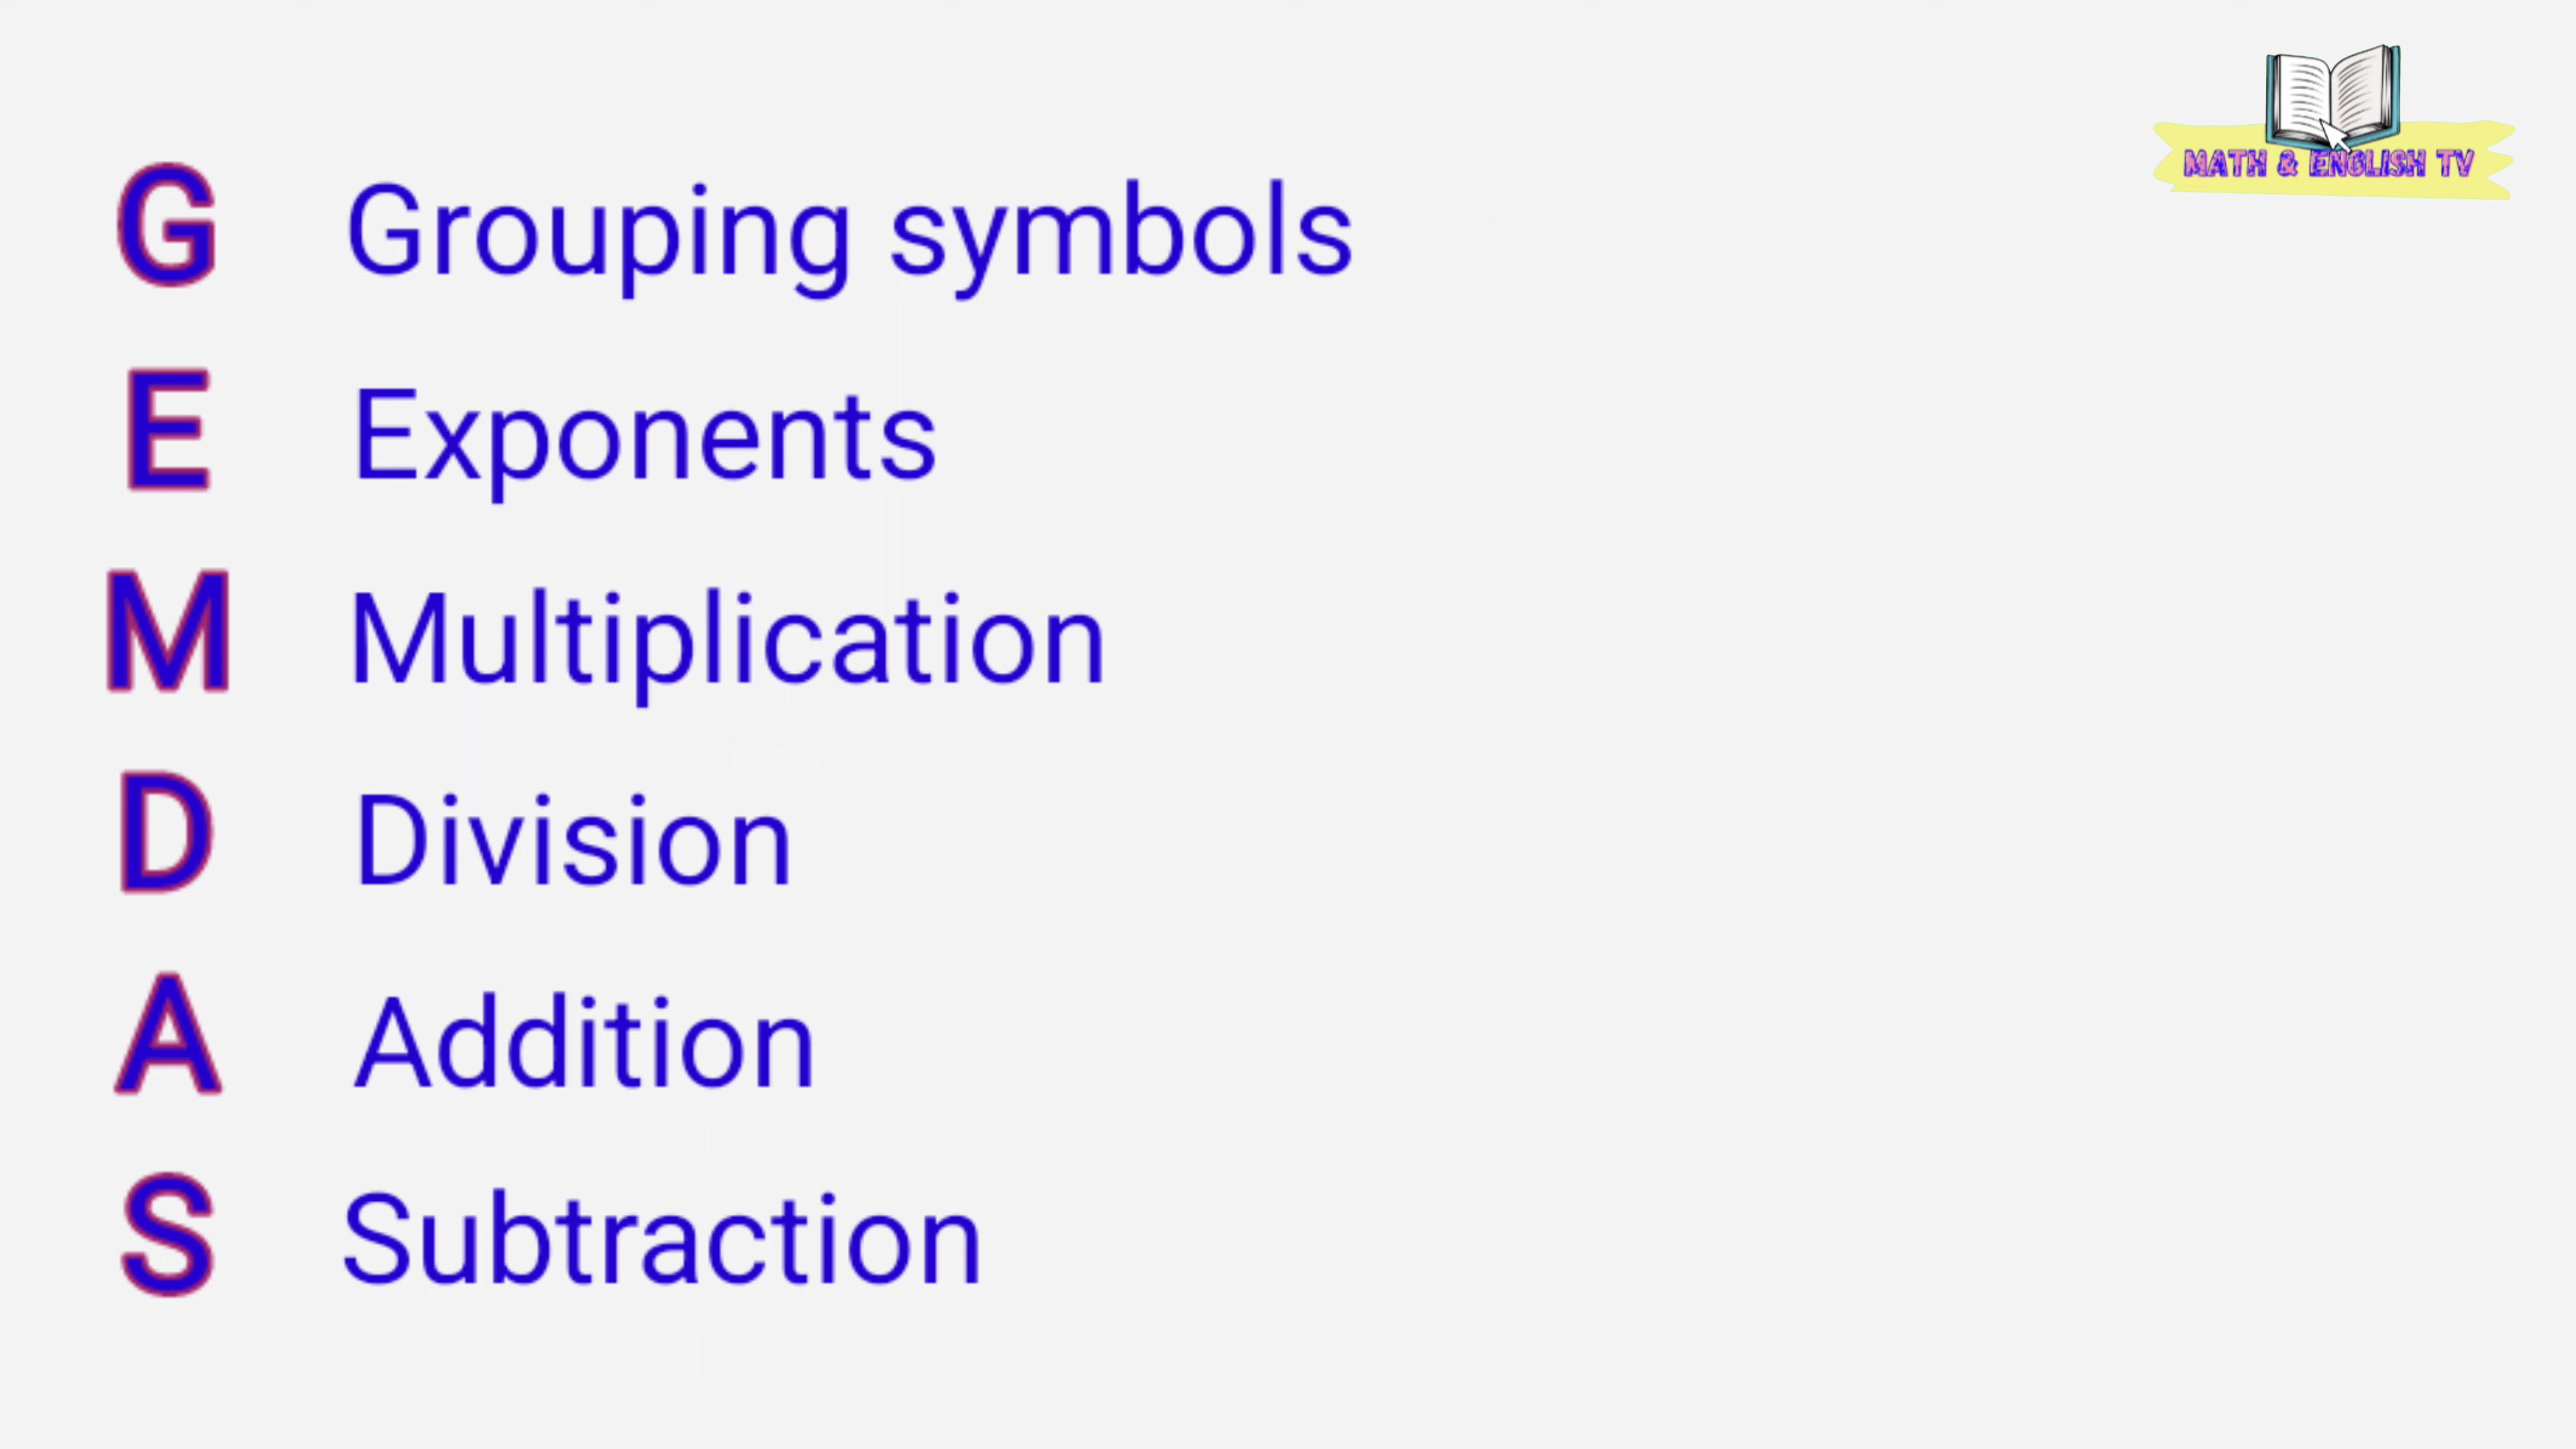 MATH & ENGLISH TV
G Grouping symbols
E Exponents
M Multiplication
D Division
A Addition
S Subtraction